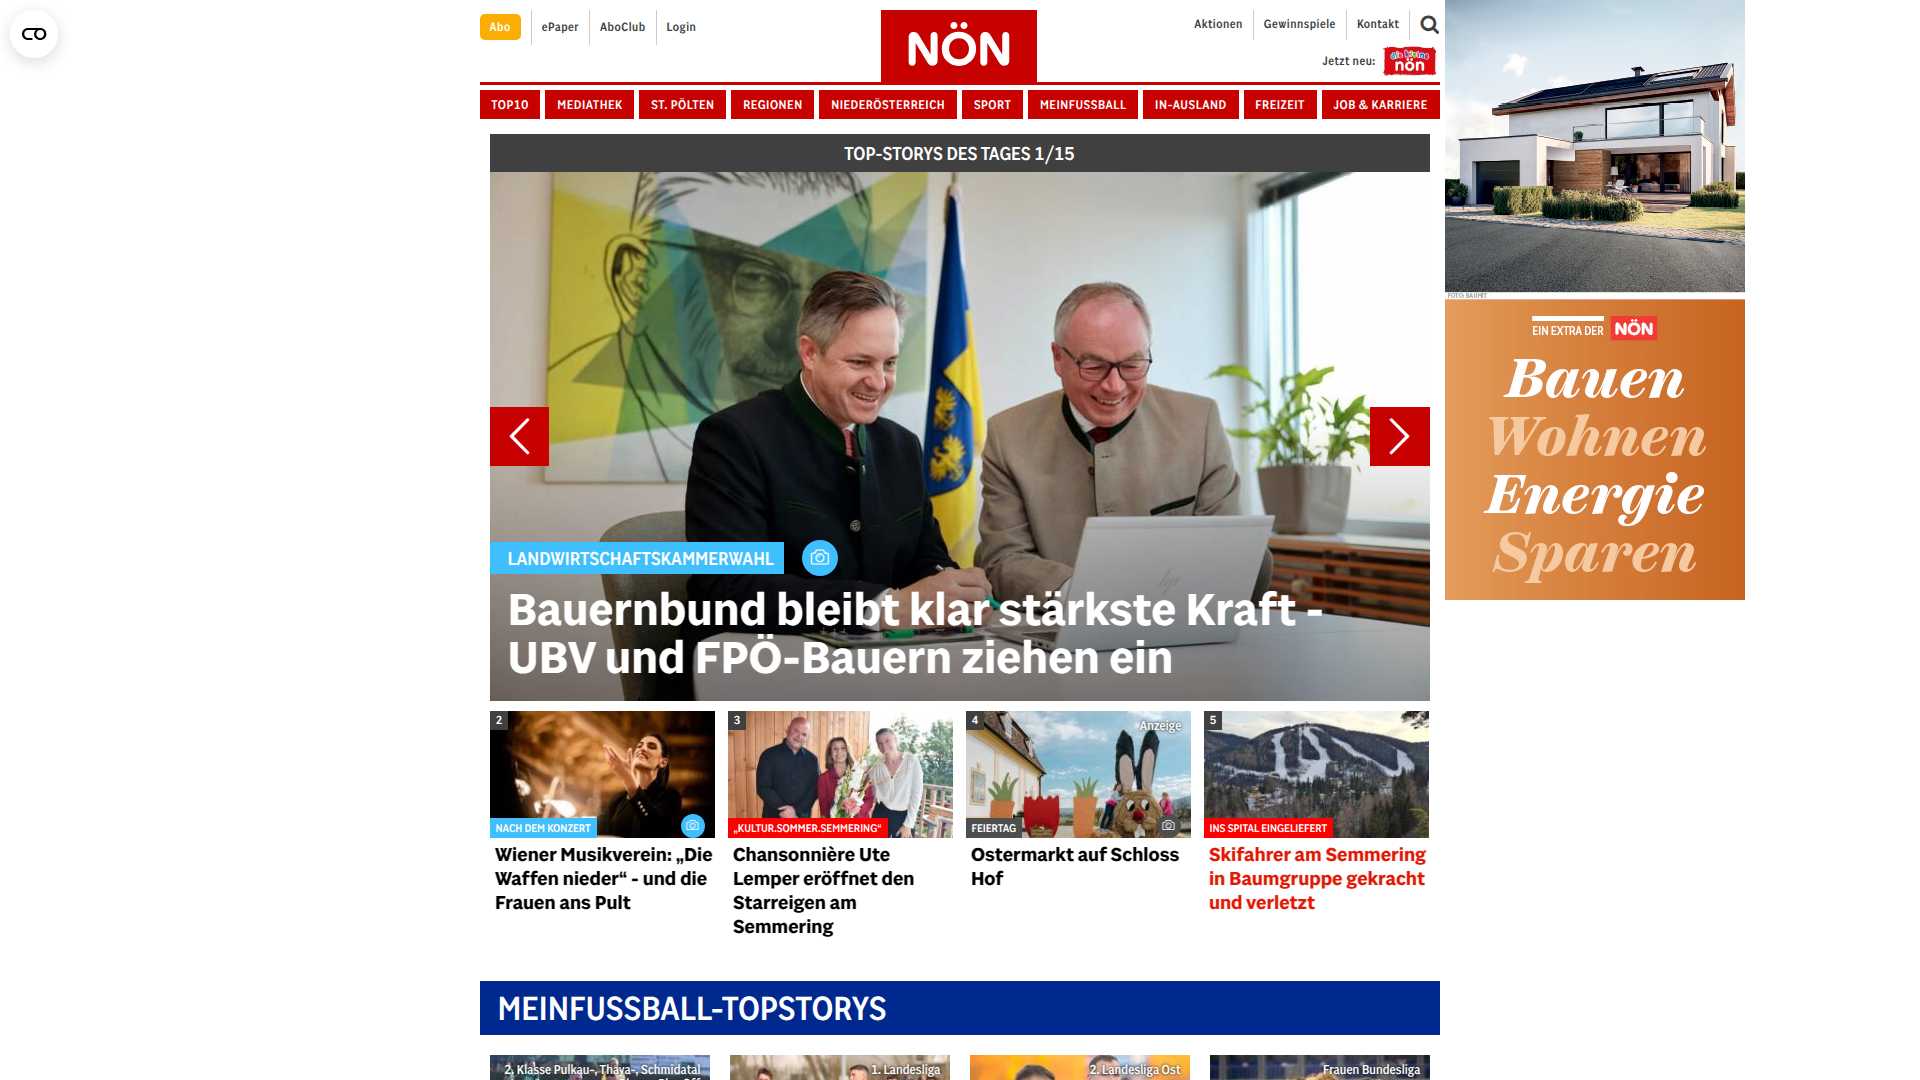 Abo
ePaper
AboClub
Login
NÖN
Aktionen
Gewinnspiele
Kontakt
Jetzt neu:
die kleine
nön
TOP10
MEDIATHEK
ST. PÖLTEN
REGIONEN
NIEDERÖSTERREICH
SPORT
MEINFUSSBALL
IN-AUSLAND
FREIZEIT
JOB & KARRIERE
TOP-STORYS DES TAGES 1/15
LANDWIRTSCHAFTSKAMMERWAHL
Bauernbund bleibt klar stärkste Kraft -
UBV und FPÖ-Bauern ziehen ein
2
NACH DEM KONZERT
Wiener Musikverein: „Die
Waffen nieder“ - und die
Frauen ans Pult
3
„KULTUR.SOMMER.SEMMERING“
Chansonnière Ute
Lemper eröffnet den
Starreigen am
Semmering
4
Anzeige
FEIERTAG
Ostermarkt auf Schloss
Hof
5
INS SPITAL EINGELIEFERT
Skifahrer am Semmering
in Baumgruppe gekracht
und verletzt
FOTO: BAUMIT
EIN EXTRA DER NÖN
Bauen
Wohnen
Energie
Sparen
MEINFUSSBALL-TOPSTORYS
2. Klasse Pulkau-, Thaya-, Schmidatal
1. Landesliga
2. Landesliga Ost
Frauen Bundesliga